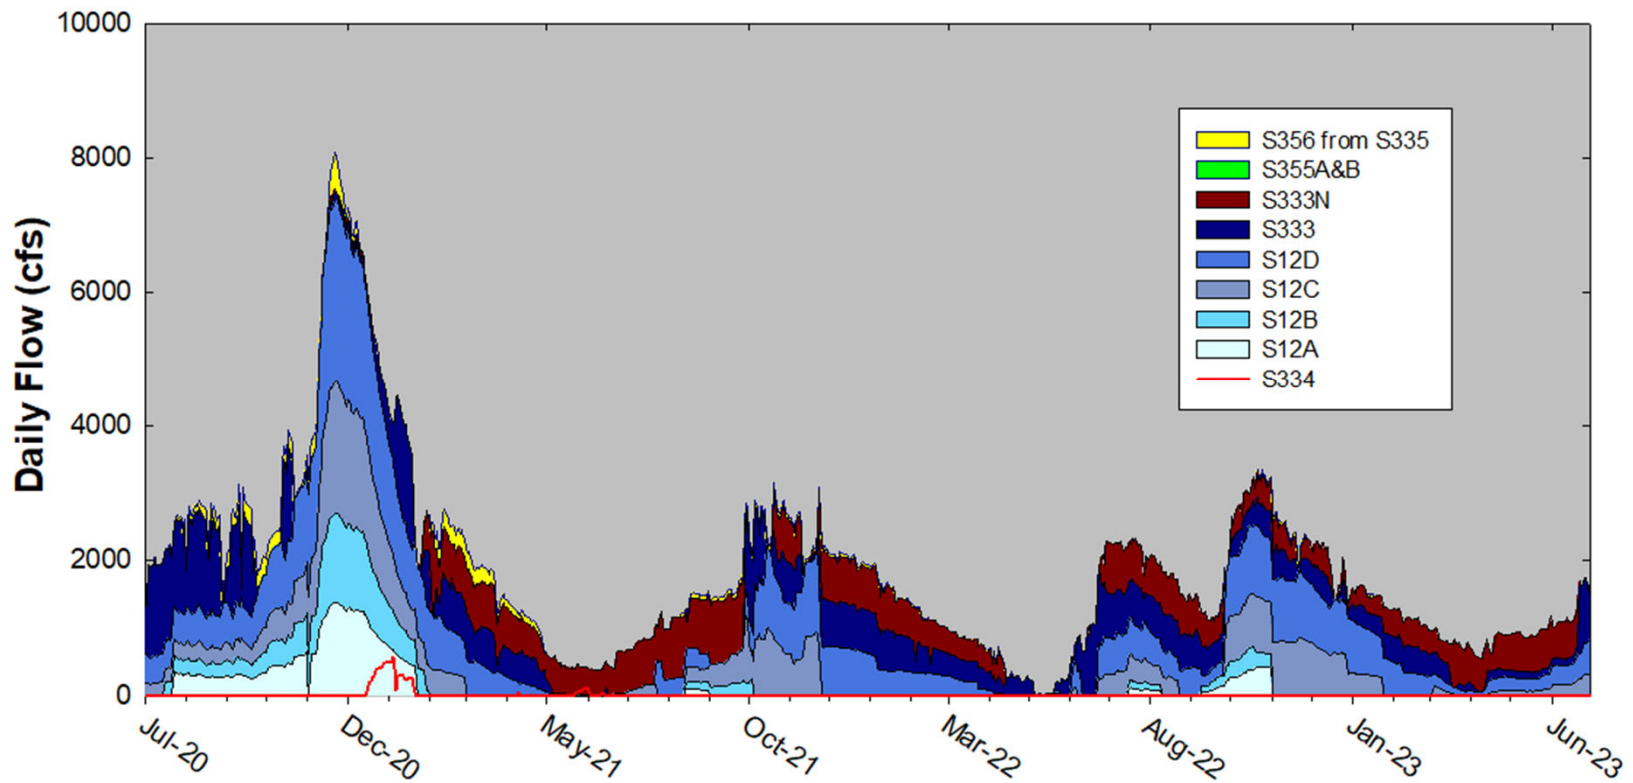 10000
8000
6000
4000
2000
0
Daily Flow (cfs)
S356 from S335
S355A&B
S333N
S333
S12D
S12C
S12B
S12A
S334
Jul-20
Dec-20
May-21
Oct-21
Mar-22
Aug-22
Jan-23
Jun-23